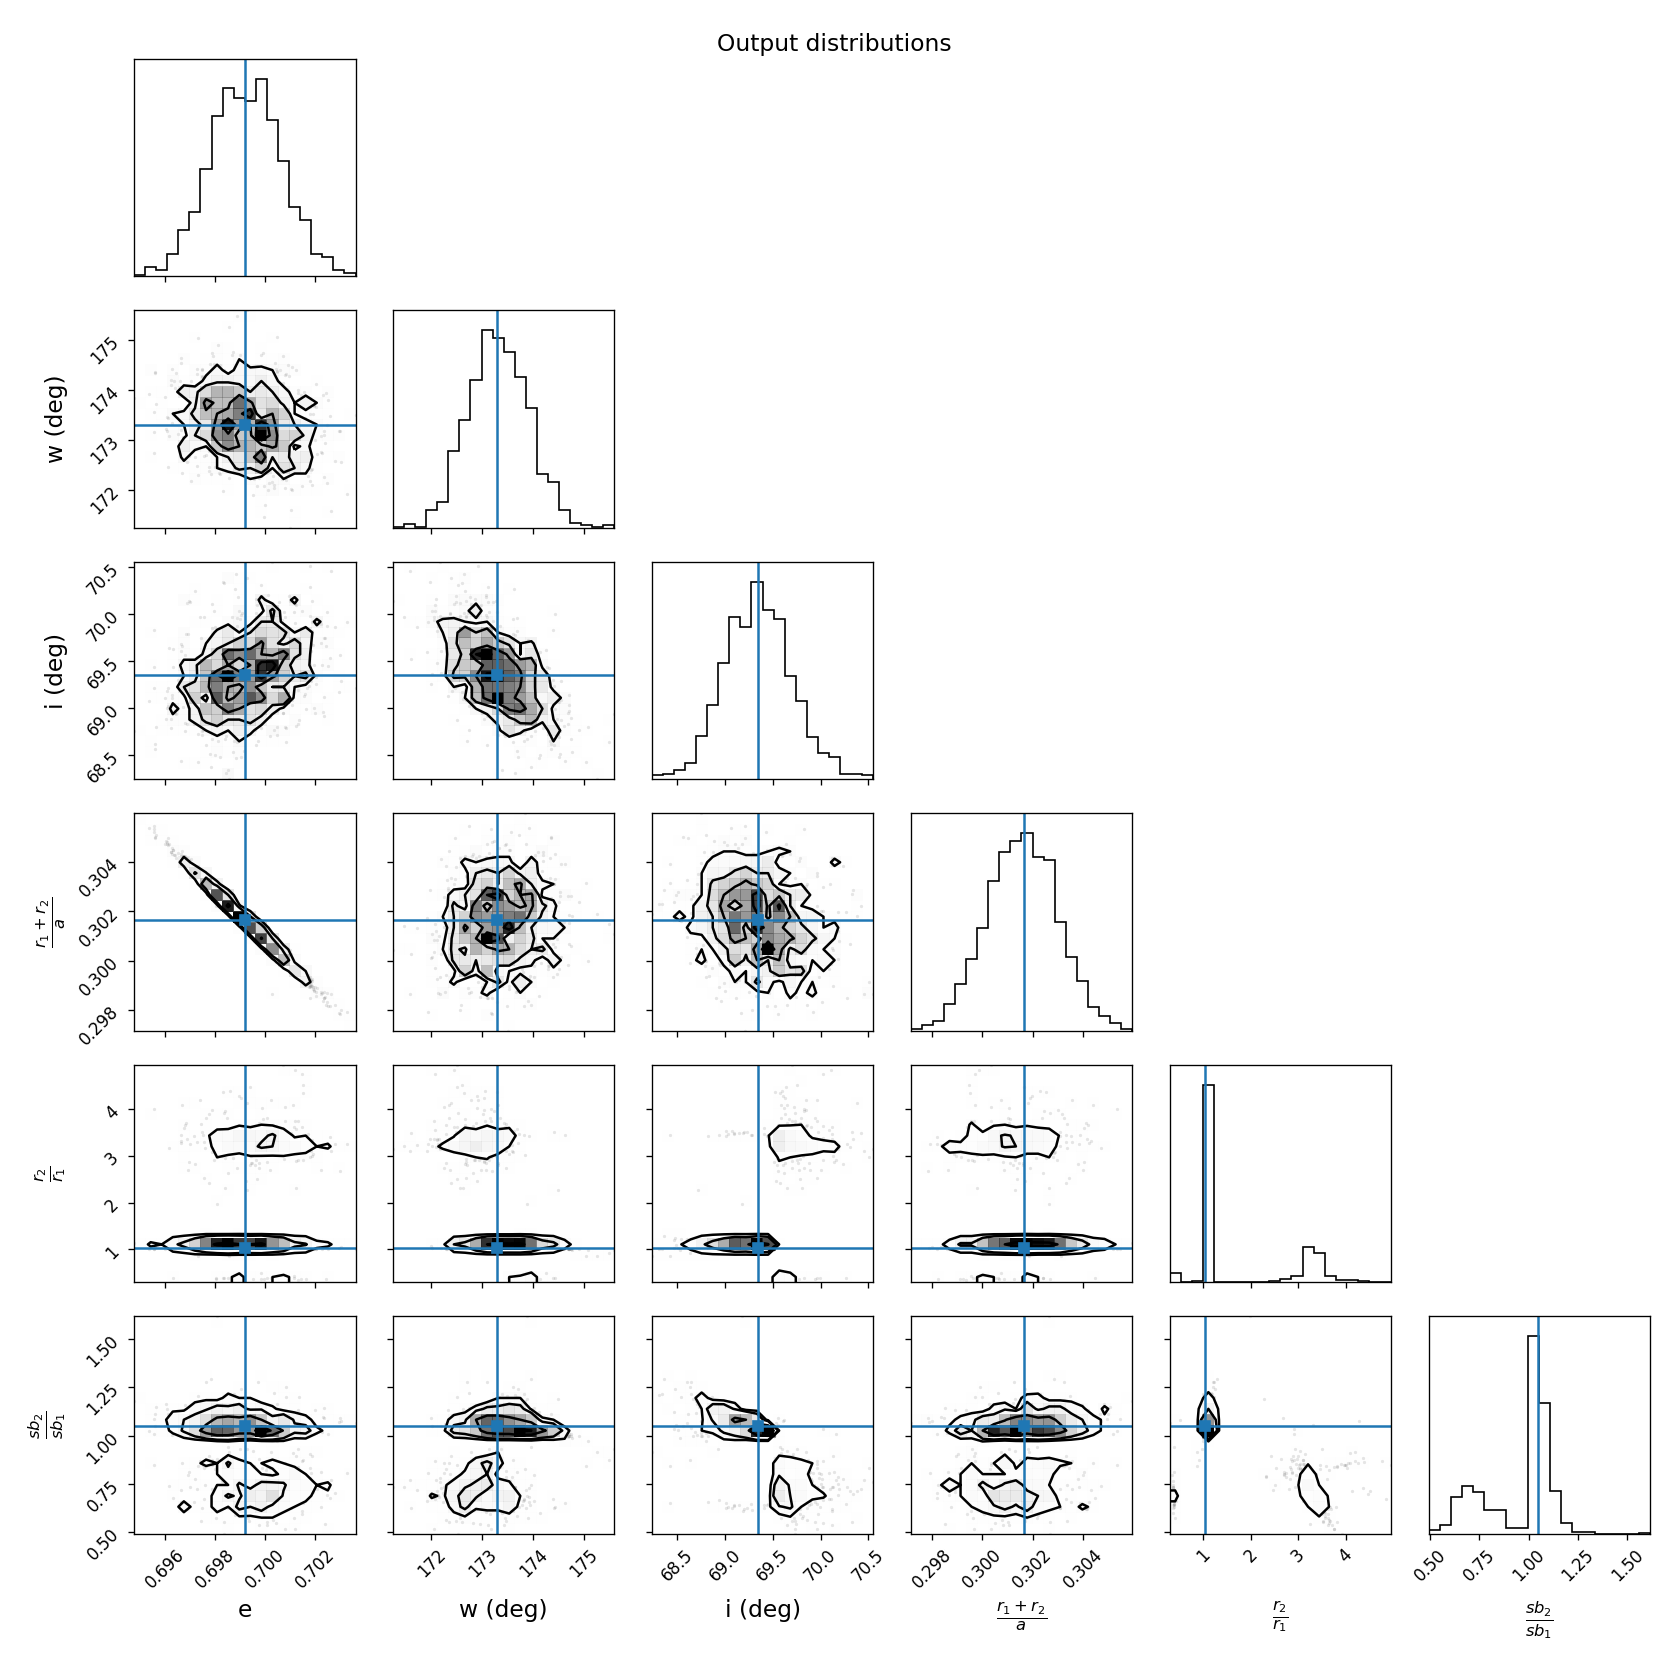 Output distributions
w (deg)
175
174
173
172
i (deg)
70.5
70.0
69.5
69.0
68.5
r₁ + r₂
a
0.304
0.302
0.300
0.298
r₂
r₁
4
3
2
1
sb₂
sb₁
1.50
1.25
1.00
0.75
0.50
0.696 0.698 0.700 0.702
172 173 174 175
68.5 69.0 69.5 70.0 70.5
0.298 0.300 0.302 0.304
1 2 3 4
0.50 0.75 1.00 1.25 1.50
e
w (deg)
i (deg)
r₁ + r₂
a
r₂
r₁
sb₂
sb₁